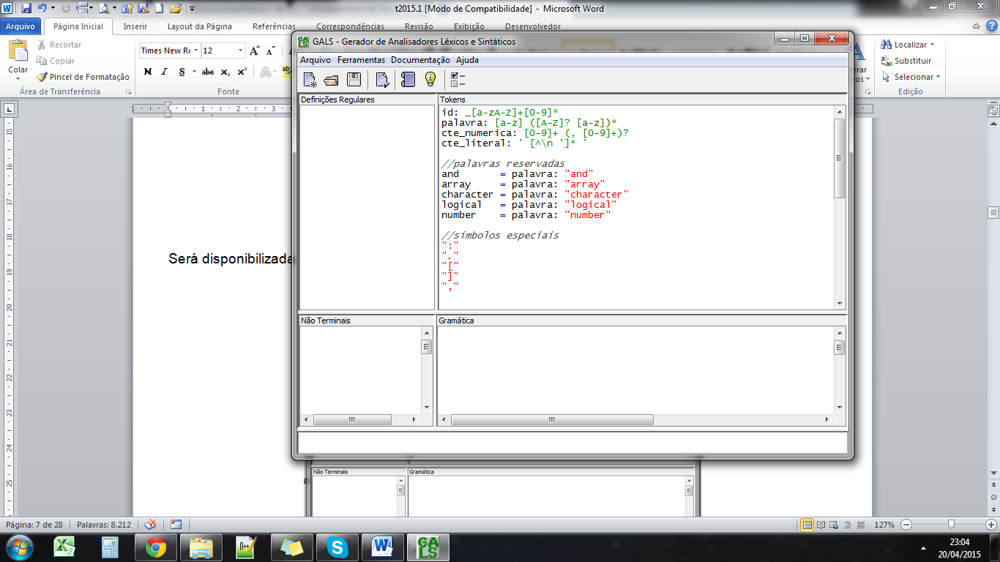 t2015.1 [Modo de Compatibilidade] - Microsoft Word
Arquivo Página Inicial Inserir Layout da Página Referências Correspondências Revisão Exibição Desenvolvedor
Colar
Recortar
Copiar
Pincel de Formatação
Área de Transferência
Times New Ro 12
N I S abc x₂ x² A ab
Fonte
Localizar
Substituir
Selecionar
Edição
GALS - Gerador de Analisadores Léxicos e Sintáticos
Arquivo Ferramentas Documentação Ajuda
Definições Regulares
Tokens
id: _[a-zA-Z]+[0-9]*
palavra: [a-z] ([A-Z]? [a-z])*
cte_numerica: [0-9]+ (, [0-9]+)?
cte_literal: ' [^\n ']* '
//palavras reservadas
and = palavra: "and"
array = palavra: "array"
character = palavra: "character"
logical = palavra: "logical"
number = palavra: "number"
//símbolos especiais
":"
"."
"["
"]"
","
Não Terminais
Gramática
Será disponibilizada
Não Terminais
Gramática
Página: 7 de 28 Palavras: 8.212
127%
23:04
20/04/2015